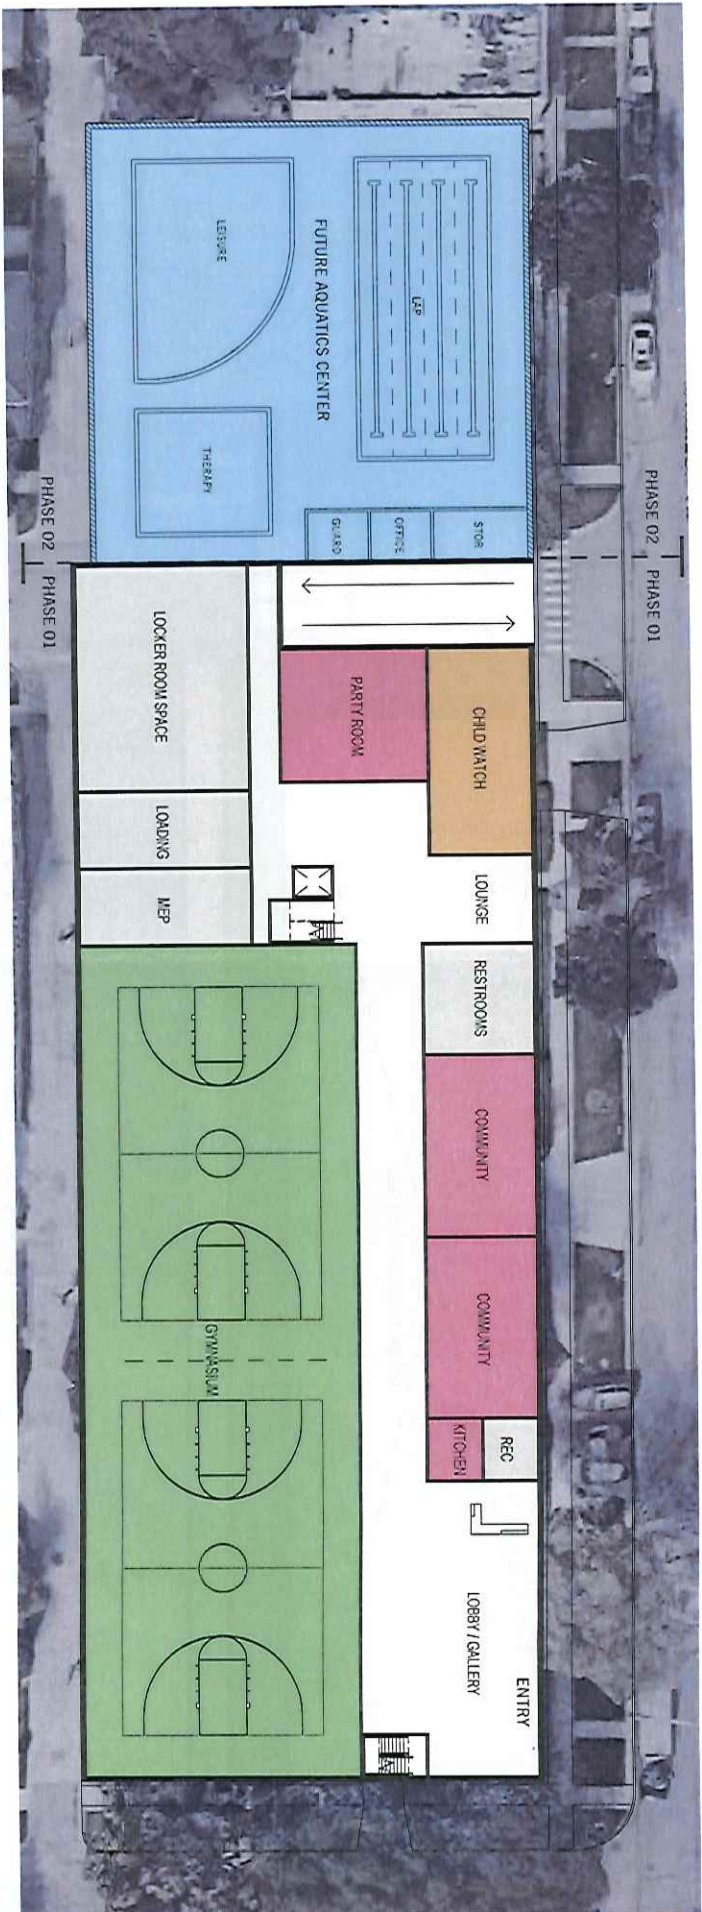 PHASE 02
PHASE 01
FUTURE AQUATICS CENTER
LAP
LEISURE
THERAPY
STOR
OFFICE
GUARD
CHILD WATCH
PARTY ROOM
LOCKER ROOM SPACE
LOADING
MEP
LOUNGE
RESTROOMS
COMMUNITY
COMMUNITY
REC
KITCHEN
GYMNASIUM
LOBBY / GALLERY
ENTRY
PHASE 02
PHASE 01